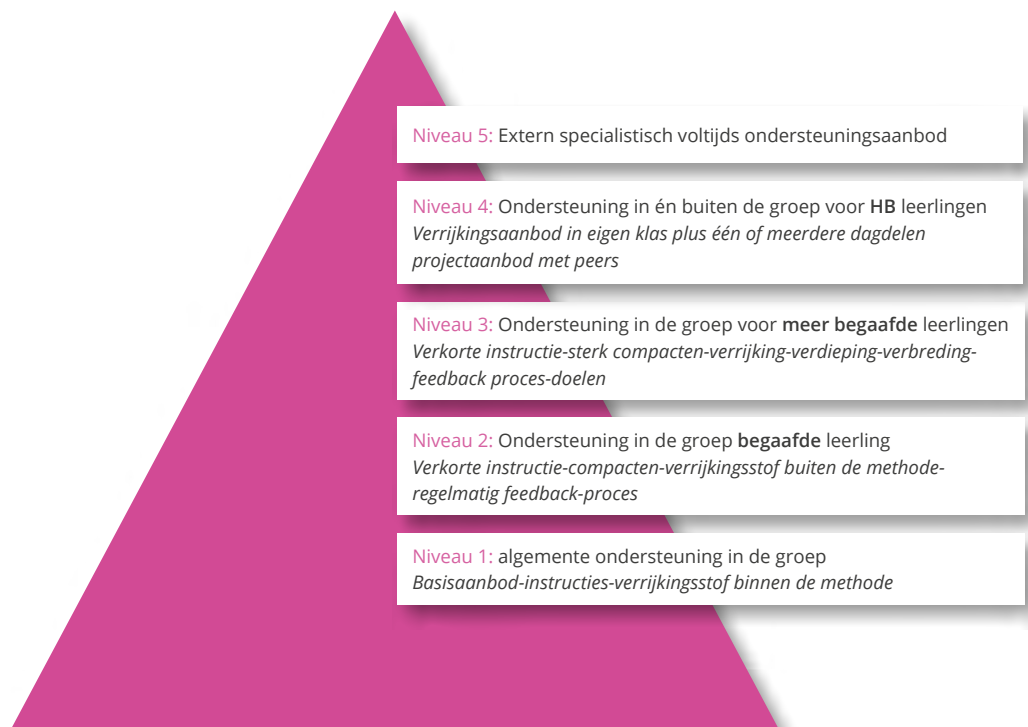 Niveau 5: Extern specialistisch voltijds ondersteuningsaanbod
Niveau 4: Ondersteuning in én buiten de groep voor HB leerlingen
Verrijkingsaanbod in eigen klas plus één of meerdere dagdelen
projectaanbod met peers
Niveau 3: Ondersteuning in de groep voor meer begaafde leerlingen
Verkorte instructie-sterk compacten-verrijking-verdieping-verbreding-
feedback proces-doelen
Niveau 2: Ondersteuning in de groep begaafde leerling
Verkorte instructie-compacten-verrijkingsstof buiten de methode-
regelmatig feedback-proces
Niveau 1: algemente ondersteuning in de groep
Basisaanbod-instructies-verrijkingsstof binnen de methode